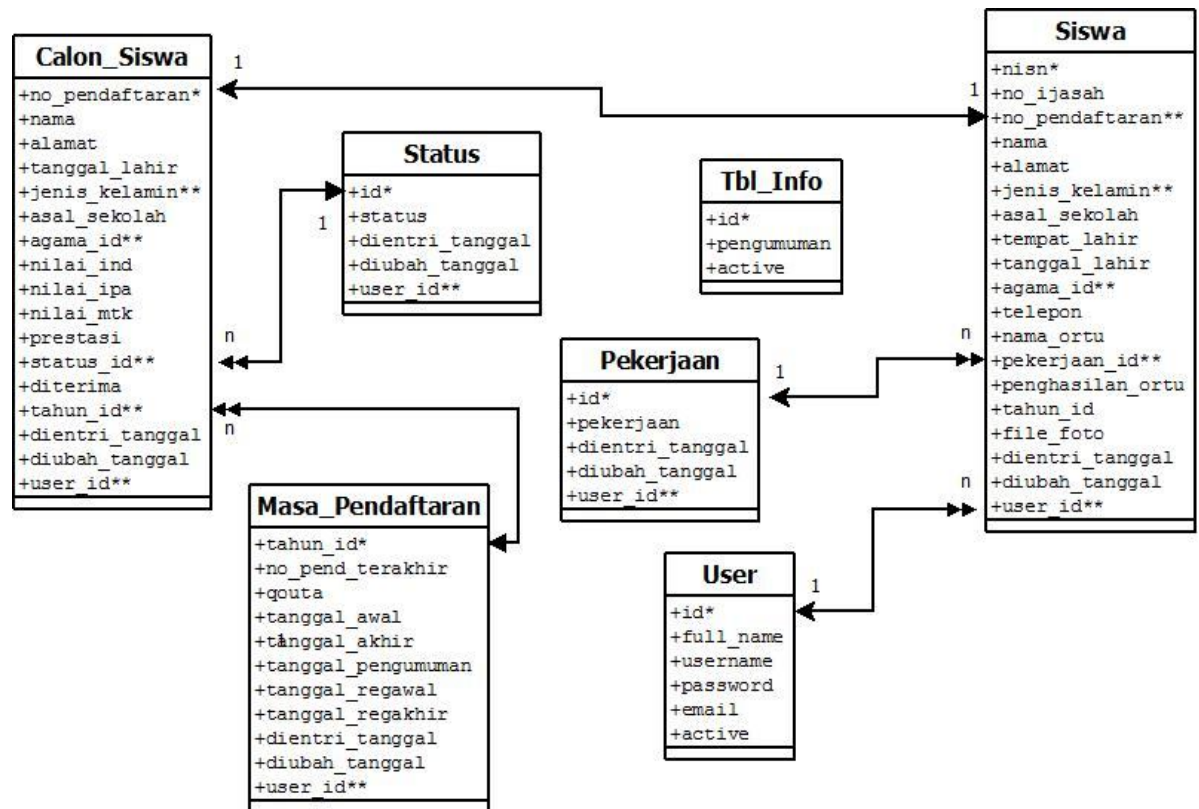 Calon_Siswa
+no_pendaftaran*
+nama
+alamat
+tanggal_lahir
+jenis_kelamin**
+asal_sekolah
+agama_id**
+nilai_ind
+nilai_ipa
+nilai_mtk
+prestasi
+status_id**
+diterima
+tahun_id**
+dientri_tanggal
+diubah_tanggal
+user_id**
1
1
n
n
Status
+id*
+status
+dientri_tanggal
+diubah_tanggal
+user_id**
1
Masa_Pendaftaran
+tahun_id*
+no_pend_terakhir
+qouta
+tanggal_awal
+tanggal_akhir
1
+tanggal_pengumuman
+tanggal_regawal
+tanggal_regakhir
+dientri_tanggal
+diubah_tanggal
+user_id**
Tbl_Info
+id*
+pengumuman
+active
Pekerjaan
+id*
+pekerjaan
+dientri_tanggal
+diubah_tanggal
+user_id**
1
n
User
+id*
+full_name
+username
+password
+email
+active
1
n
Siswa
+nisn*
+no_ijasah
+no_pendaftaran**
+nama
+alamat
+jenis_kelamin**
+asal_sekolah
+tempat_lahir
+tanggal_lahir
+agama_id**
+telepon
+nama_ortu
+pekerjaan_id**
+penghasilan_ortu
+tahun_id
+file_foto
+dientri_tanggal
+diubah_tanggal
+user_id**